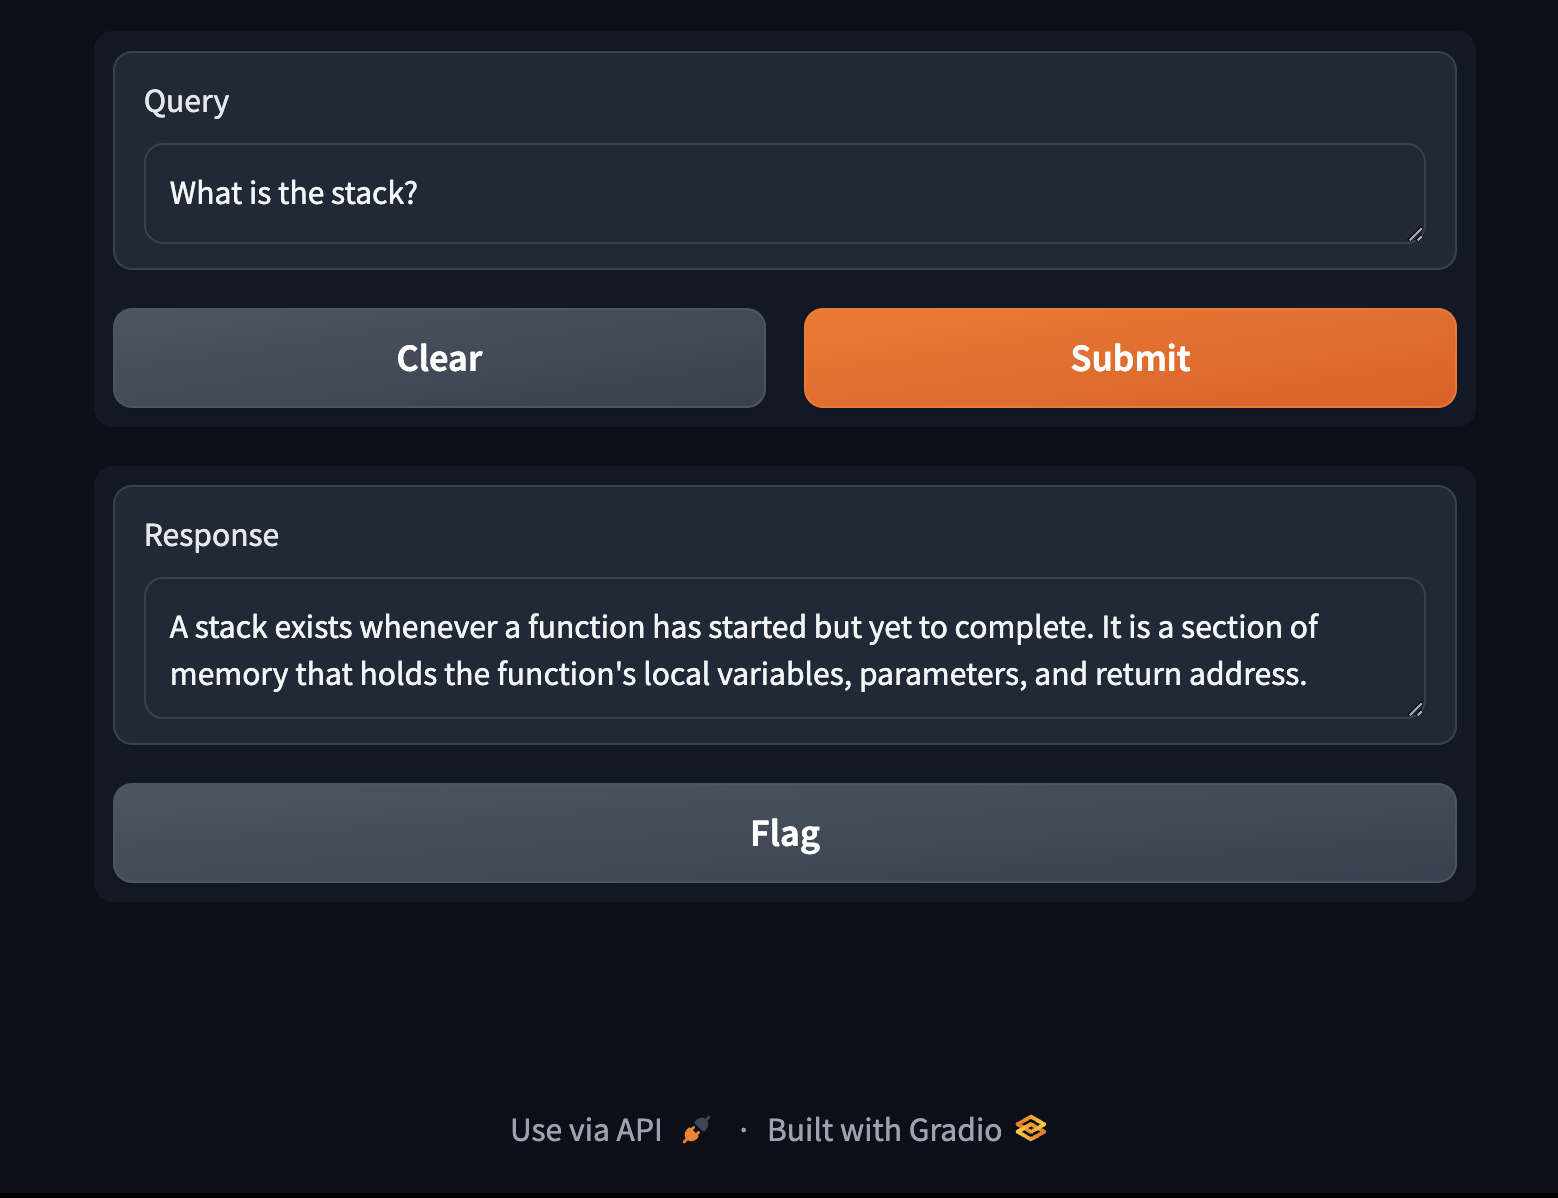 Query
What is the stack?
Clear
Submit
Response
A stack exists whenever a function has started but yet to complete. It is a section of
memory that holds the function's local variables, parameters, and return address.
Flag
Use via API · Built with Gradio